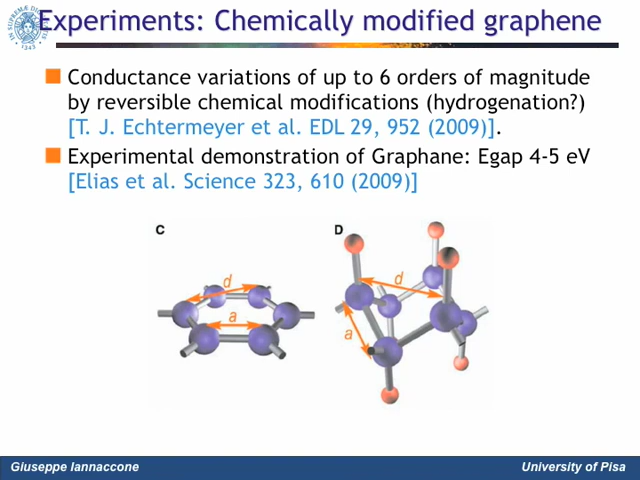 Experiments: Chemically modified graphene
Conductance variations of up to 6 orders of magnitude
by reversible chemical modifications (hydrogenation?)
[T. J. Echtermeyer et al. EDL 29, 952 (2009)].
Experimental demonstration of Graphane: Egap 4-5 eV
[Elias et al. Science 323, 610 (2009)]
C
D
d
a
d
a
Giuseppe Iannaccone
University of Pisa